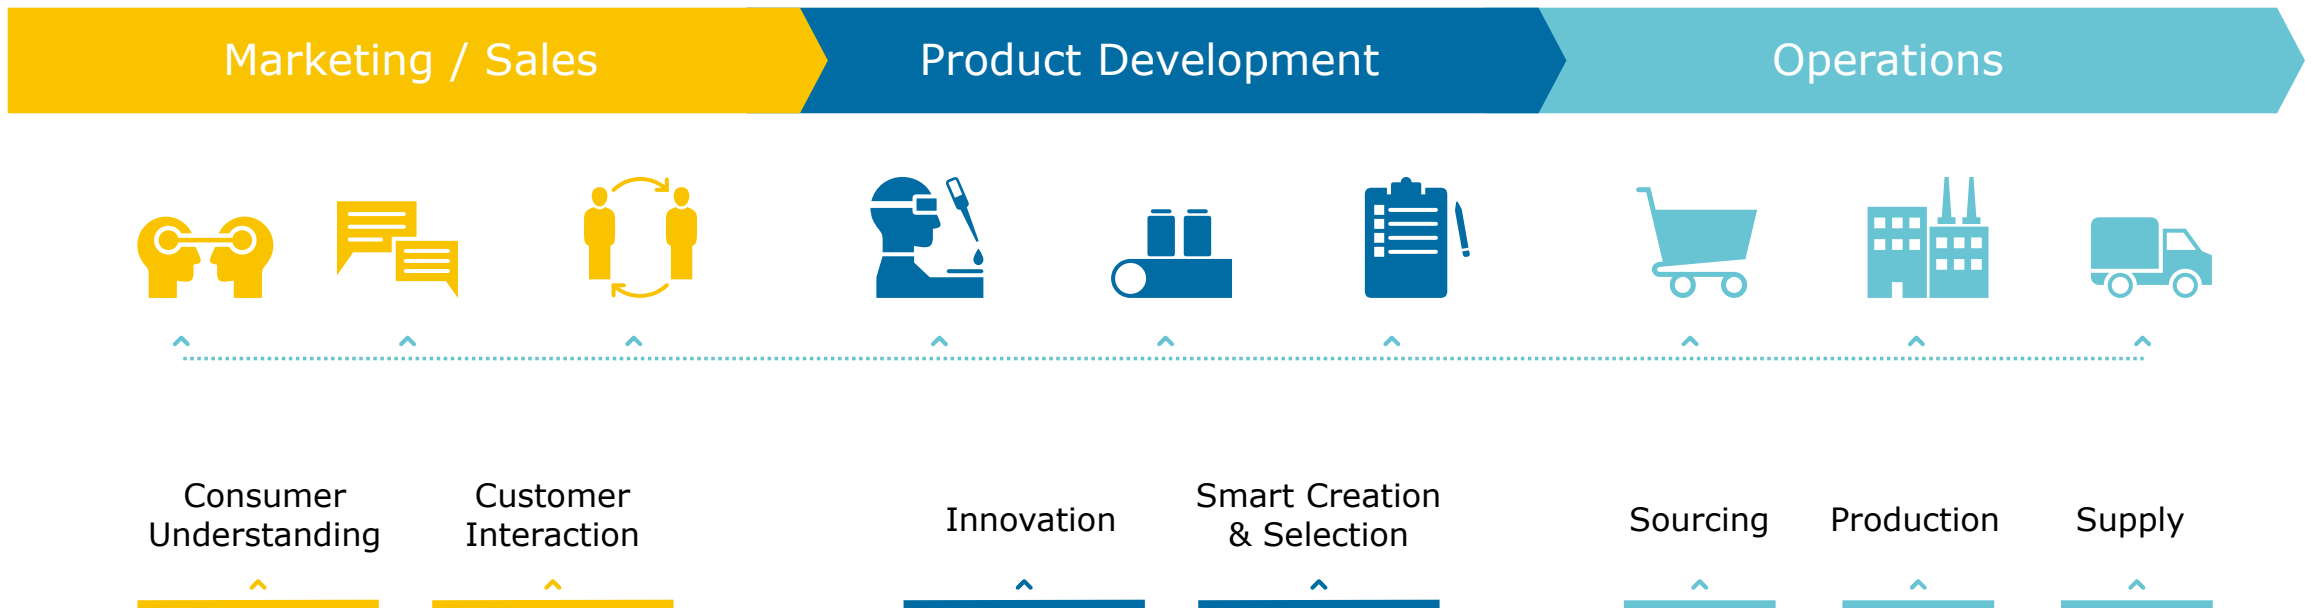 Marketing / Sales
Product Development
Operations
Consumer
Understanding
Customer
Interaction
Innovation
Smart Creation
& Selection
Sourcing
Production
Supply